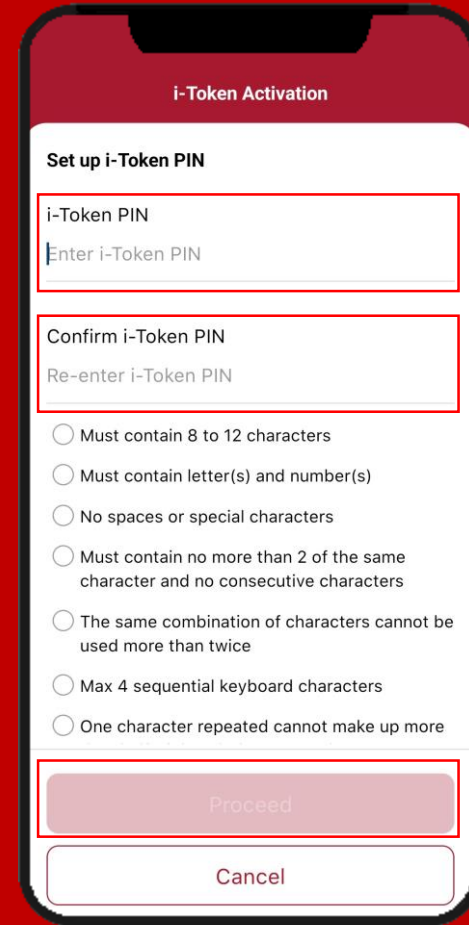 i-Token Activation
Set up i-Token PIN
i-Token PIN
Enter i-Token PIN
Confirm i-Token PIN
Re-enter i-Token PIN
Must contain 8 to 12 characters
Must contain letter(s) and number(s)
No spaces or special characters
Must contain no more than 2 of the same
character and no consecutive characters
The same combination of characters cannot be
used more than twice
Max 4 sequential keyboard characters
One character repeated cannot make up more
Proceed
Cancel